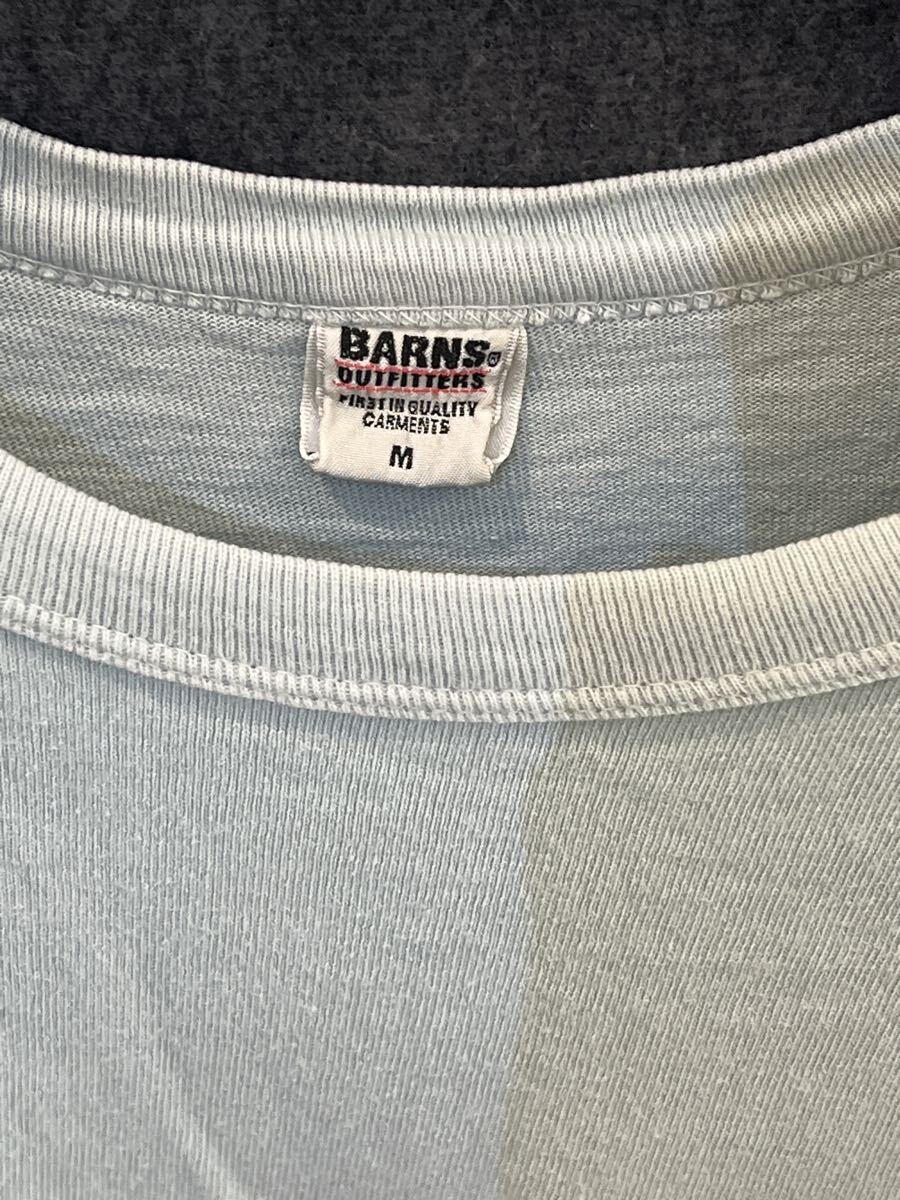 BARNS
OUTFITTERS
FIRST IN QUALITY
GARMENTS
M